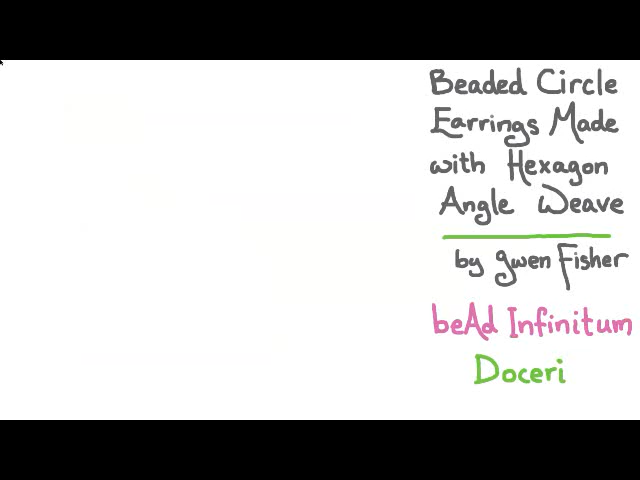 Beaded Circle
Earrings Made
with Hexagon
Angle Weave
by gwen Fisher
beAd Infinitum
Doceri